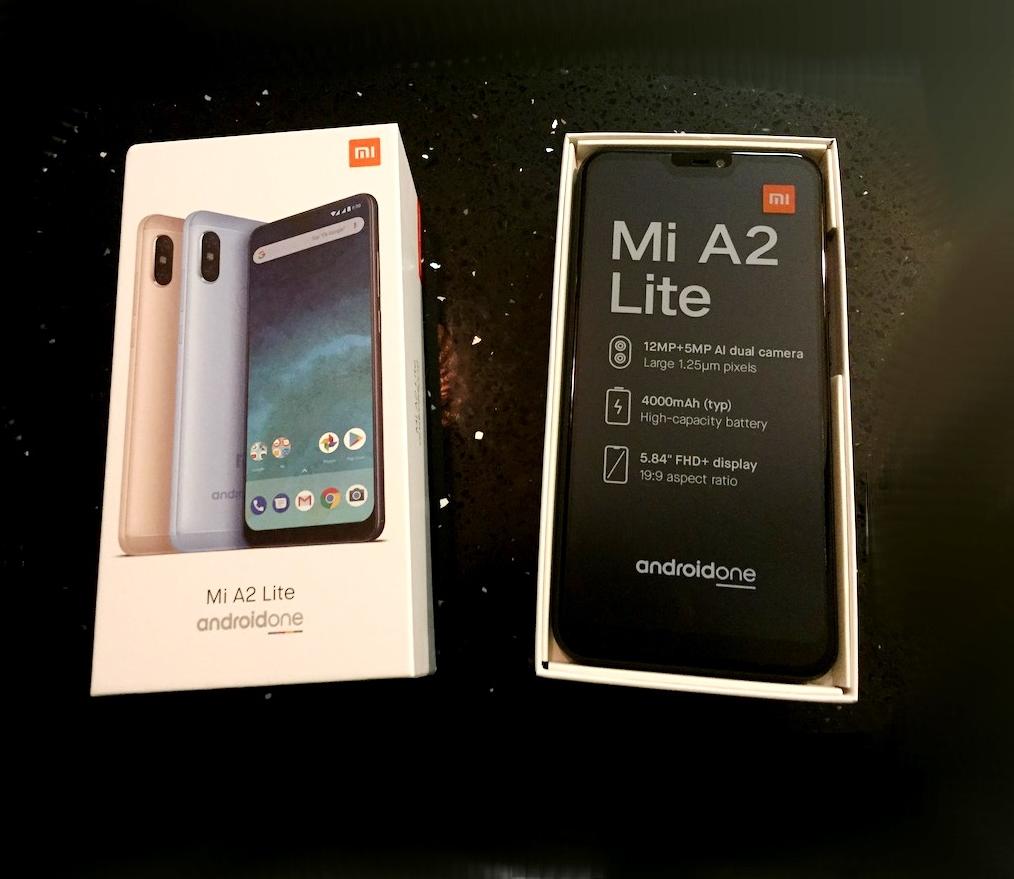 mi
Mi A2 Lite
androidone
mi
Mi A2
Lite
12MP+5MP AI dual camera
Large 1.25µm pixels
4000mAh (typ)
High-capacity battery
5.84" FHD+ display
19:9 aspect ratio
androidone